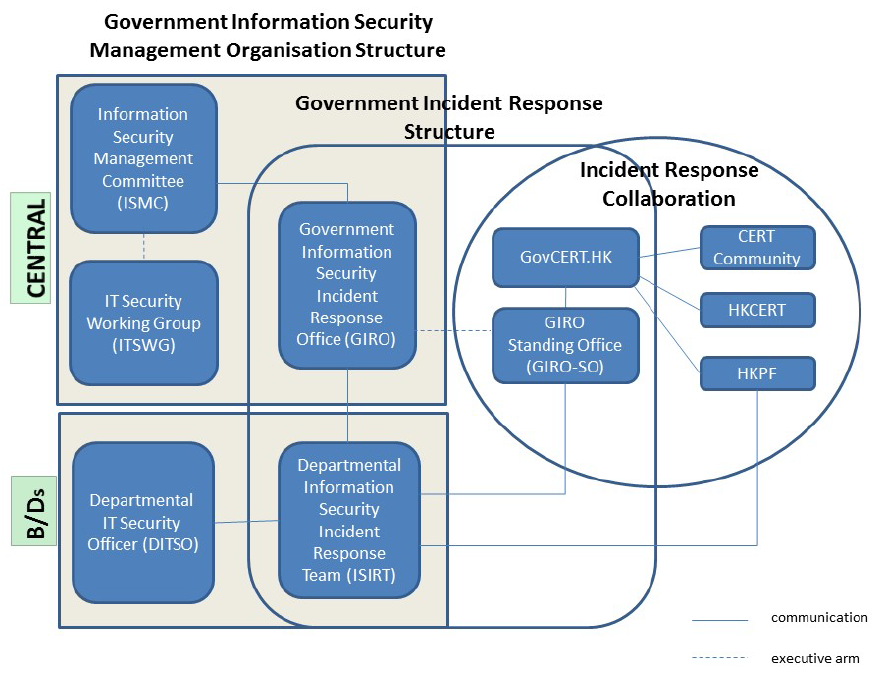 Government Information Security
Management Organisation Structure
Government Incident Response
Structure
Incident Response
Collaboration
CENTRAL
Information
Security
Management
Committee
(ISMC)
IT Security
Working Group
(ITSWG)
Government
Information
Security
Incident
Response
Office (GIRO)
GovCERT.HK
GIRO
Standing Office
(GIRO-SO)
CERT
Community
HKCERT
HKPF
B/Ds
Departmental
IT Security
Officer (DITSO)
Departmental
Information
Security
Incident
Response
Team (ISIRT)
communication
executive arm